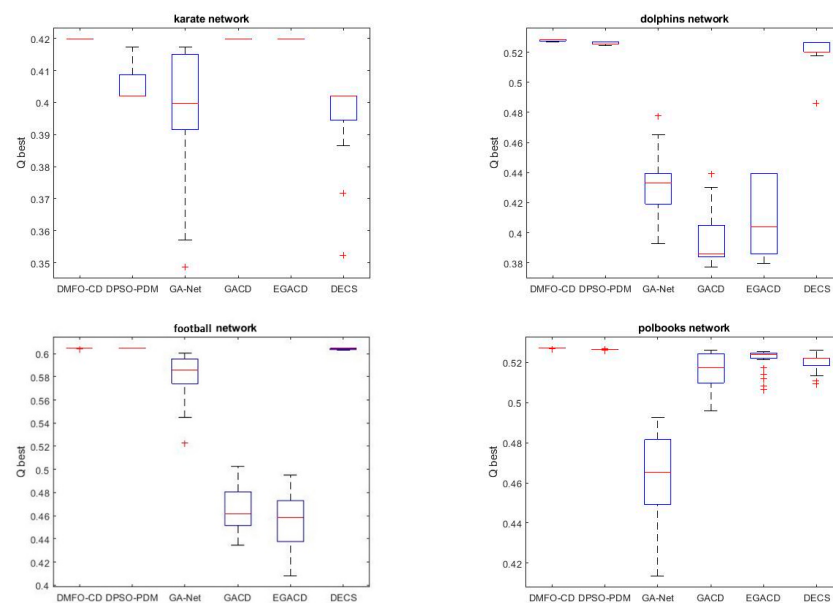 karate network
0.42
0.41
0.4
0.39
0.38
0.37
0.36
0.35
Q best
DMFO-CD DPSO-PDM GA-Net GACD EGACD DECS
dolphins network
0.52
0.5
0.48
0.46
0.44
0.42
0.4
0.38
Q best
DMFO-CD DPSO-PDM GA-Net GACD EGACD DECS
football network
0.6
0.58
0.56
0.54
0.52
0.5
0.48
0.46
0.44
0.42
0.4
Q best
DMFO-CD DPSO-PDM GA-Net GACD EGACD DECS
polbooks network
0.52
0.5
0.48
0.46
0.44
0.42
Q best
DMFO-CD DPSO-PDM GA-Net GACD EGACD DECS